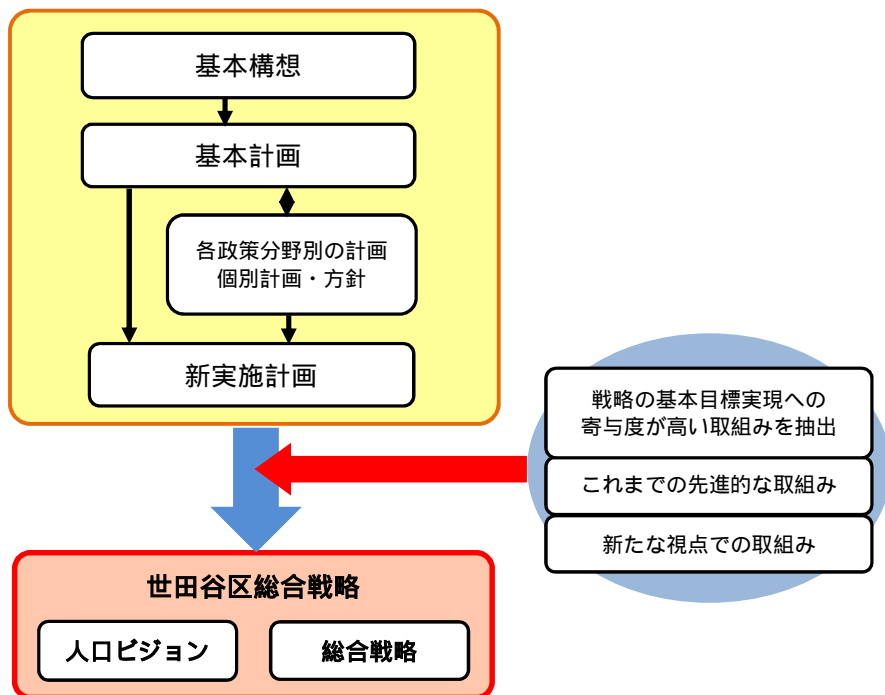 基本構想
基本計画
各政策分野別の計画
個別計画・方針
新実施計画
戦略の基本目標実現への
寄与度が高い取組みを抽出
これまでの先進的な取組み
新たな視点での取組み
世田谷区総合戦略
人口ビジョン
総合戦略